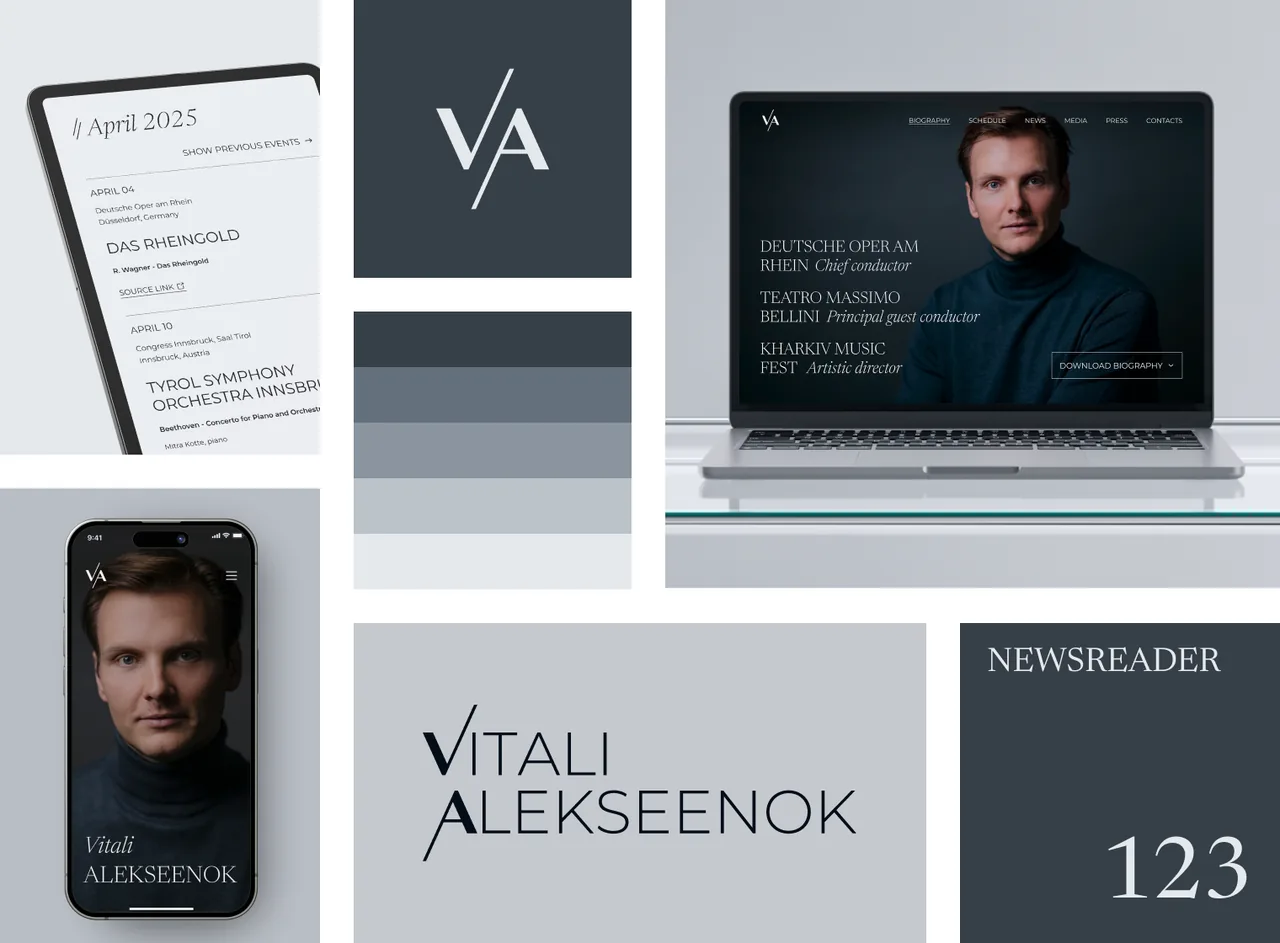 // April 2025
SHOW PREVIOUS EVENTS →
APRIL 04
Deutsche Oper am Rhein
Düsseldorf, Germany
DAS RHEINGOLD
R. Wagner - Das Rheingold
SOURCE LINK
APRIL 10
Congress Innsbruck, Saal Tirol
Innsbruck, Austria
TYROL SYMPHONY
ORCHESTRA INNSBR
Beethoven - Concerto for Piano and Orchest
Mitra Kotte, piano
VA
VA
BIOGRAPHY SCHEDULE NEWS MEDIA PRESS CONTACTS
DEUTSCHE OPER AM
RHEIN Chief conductor
TEATRO MASSIMO
BELLINI Principal guest conductor
KHARKIV MUSIC
FEST Artistic director
DOWNLOAD BIOGRAPHY
9:41
VA
Vitali
ALEKSEENOK
VITALI
ALEKSEENOK
NEWSREADER
123